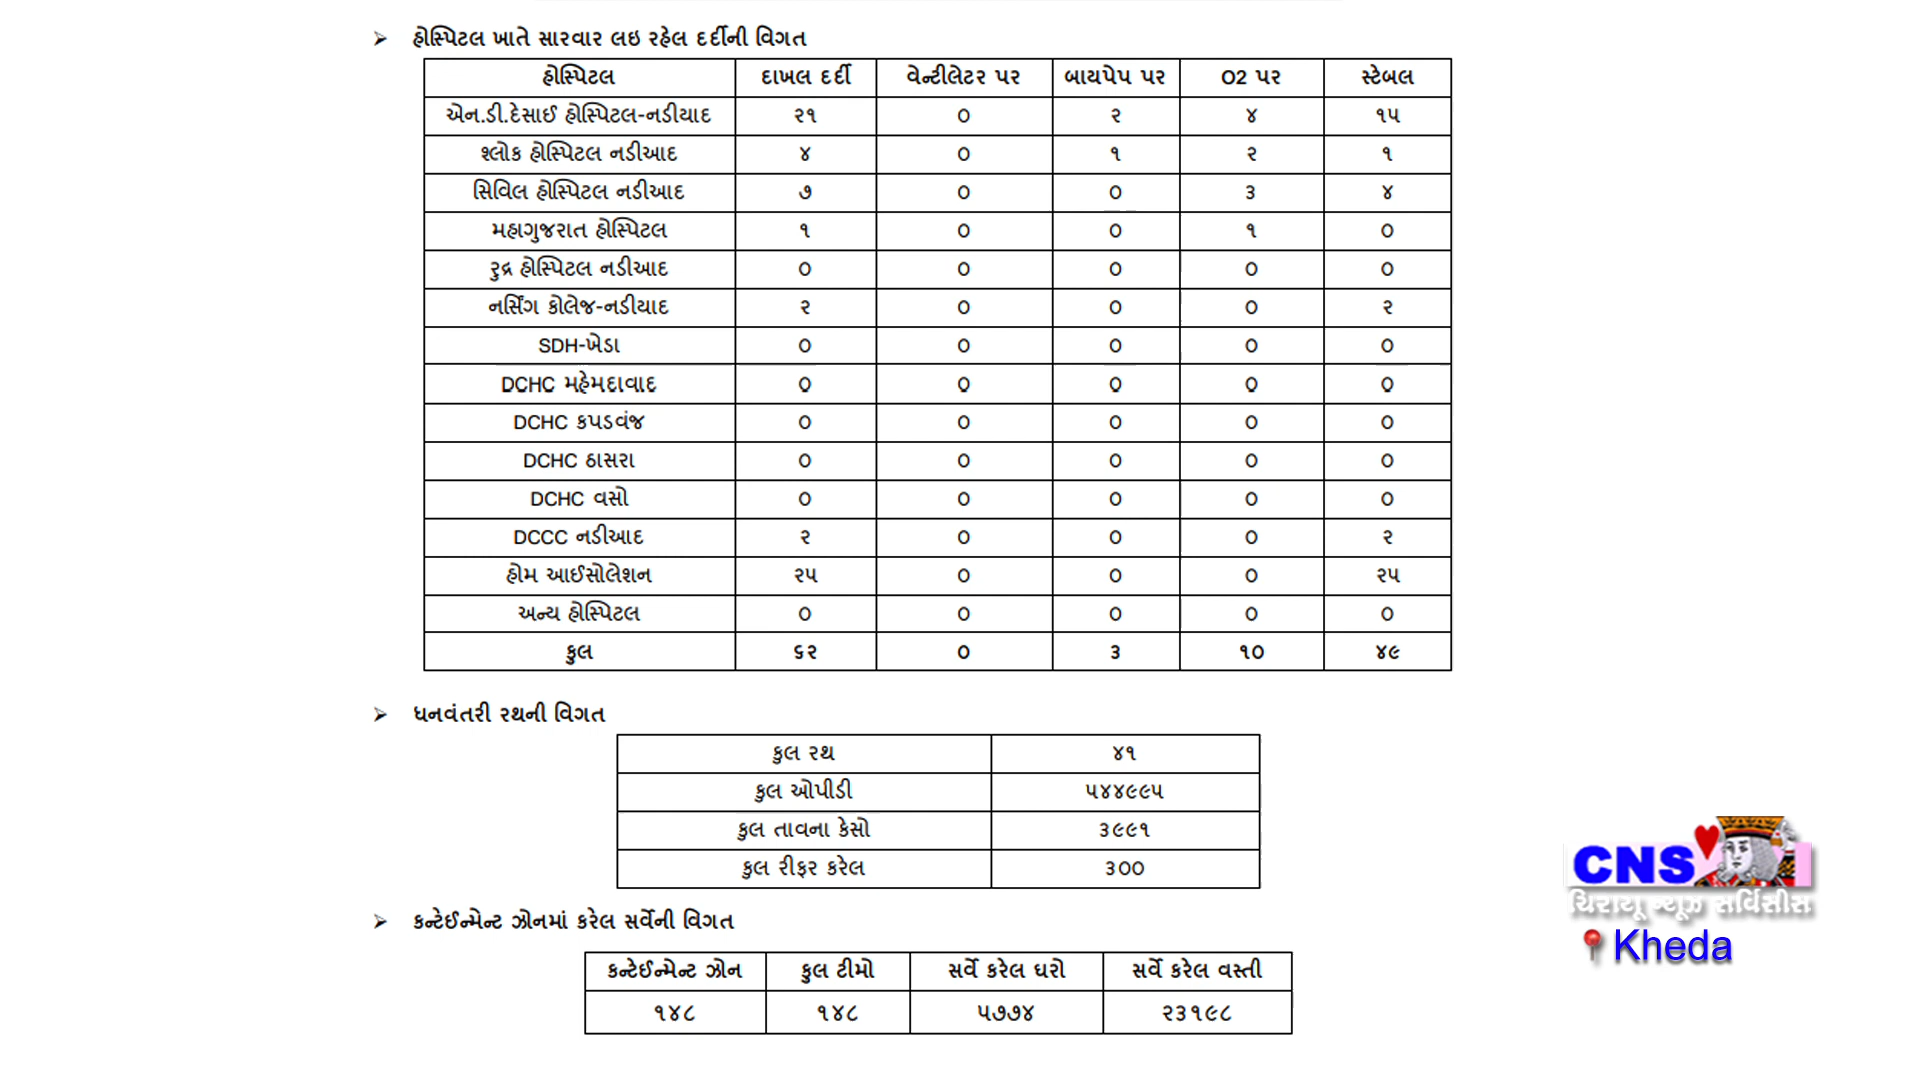 ➢ હોસ્પિટલ ખાતે સારવાર લઇ રહેલ દર્દીની વિગત
હોસ્પિટલ દાખલ દર્દી વેન્ટીલેટર પર બાયપેપ પર O2 પર સ્ટેબલ
એન.ડી.દેસાઈ હોસ્પિટલ-નડીયાદ ૨૧ ૦ ૨ ૪ ૧૫
શ્લોક હોસ્પિટલ નડીઆદ ૪ ૦ ૧ ૨ ૧
સિવિલ હોસ્પિટલ નડીઆદ ૭ ૦ ૦ ૩ ૪
મહાગુજરાત હોસ્પિટલ ૧ ૦ ૦ ૧ ૦
રુદ્ર હોસ્પિટલ નડીઆદ ૦ ૦ ૦ ૦ ૦
નર્સિંગ કોલેજ-નડીયાદ ૨ ૦ ૦ ૦ ૨
SDH-ખેડા ૦ ૦ ૦ ૦ ૦
DCHC મહેમદાવાદ ૦ ૦ ૦ ૦ ૦
DCHC કપડવંજ ૦ ૦ ૦ ૦ ૦
DCHC ઠાસરા ૦ ૦ ૦ ૦ ૦
DCHC વસો ૦ ૦ ૦ ૦ ૦
DCCC નડીઆદ ૨ ૦ ૦ ૦ ૨
હોમ આઈસોલેશન ૨૫ ૦ ૦ ૦ ૨૫
અન્ય હોસ્પિટલ ૦ ૦ ૦ ૦ ૦
કુલ ૬૨ ૦ ૩ ૧૦ ૪૯
➢ ધનવંતરી રથની વિગત
કુલ રથ ૪૧
કુલ ઓપીડી ૫૪૪૯૯૫
કુલ તાવના કેસો ૩૯૯૧
કુલ રીફર કરેલ ૩૦૦
➢ કન્ટેઈન્મેન્ટ ઝોનમાં કરેલ સર્વેની વિગત
કન્ટેઈન્મેન્ટ ઝોન કુલ ટીમો સર્વે કરેલ ઘરો સર્વે કરેલ વસ્તી
૧૪૮ ૧૪૮ ૫૭૭૪ ૨૩૧૯૮
CNS
ચિરાયૂ ન્યૂઝ સર્વિસીસ
Kheda